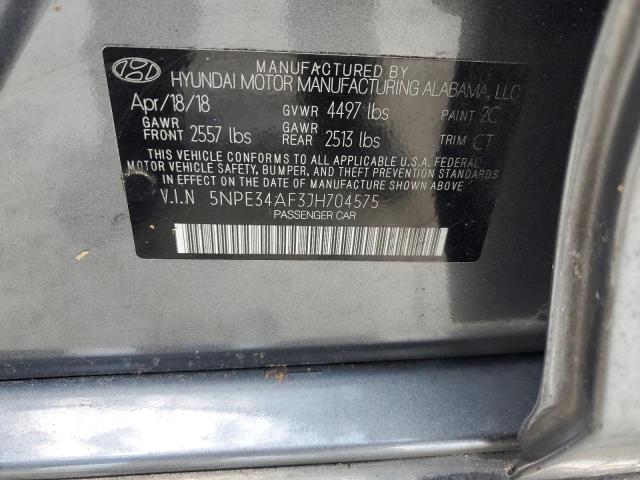 MANUFACTURED BY
HYUNDAI MOTOR MANUFACTURING ALABAMA, LLC
Apr/18/18 GVWR 4497 lbs PAINT 2C
GAWR FRONT 2557 lbs GAWR REAR 2513 lbs TRIM CT
THIS VEHICLE CONFORMS TO ALL APPLICABLE U.S.A. FEDERAL
MOTOR VEHICLE SAFETY, BUMPER, AND THEFT PREVENTION STANDARDS
IN EFFECT ON THE DATE OF MANUFACTURE SHOWN ABOVE.
V.I.N 5NPE34AF3JH704575
PASSENGER CAR